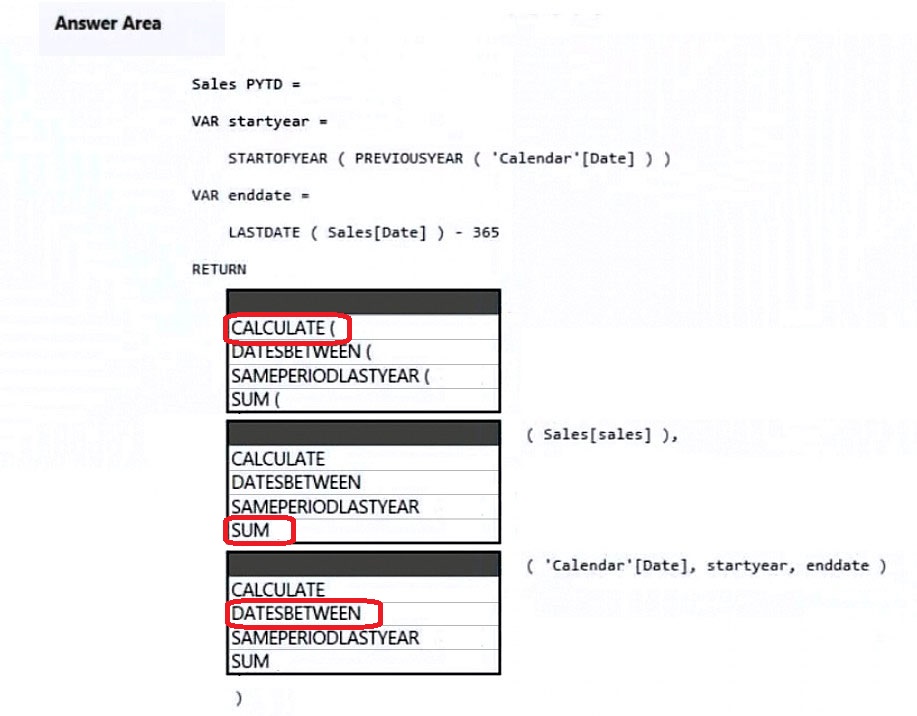 Answer Area
Sales PYTD =
VAR startyear =
STARTOFYEAR ( PREVIOUSYEAR ( 'Calendar'[Date] ) )
VAR enddate =
LASTDATE ( Sales[Date] ) - 365
RETURN
CALCULATE (
DATESBETWEEN (
SAMEPERIODLASTYEAR (
SUM (
( Sales[sales] ),
CALCULATE
DATESBETWEEN
SAMEPERIODLASTYEAR
SUM
( 'Calendar'[Date], startyear, enddate )
CALCULATE
DATESBETWEEN
SAMEPERIODLASTYEAR
SUM
)